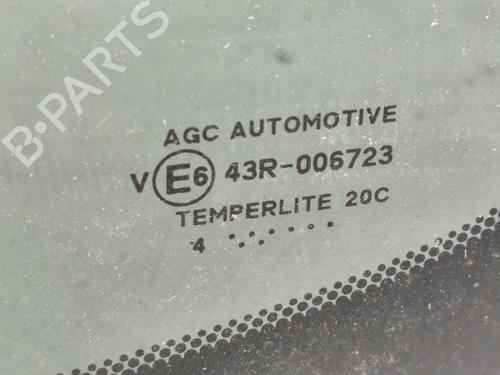 B-PARTS
AGC AUTOMOTIVE
V E6 43R-006723
TEMPERLITE 20C
4 .........